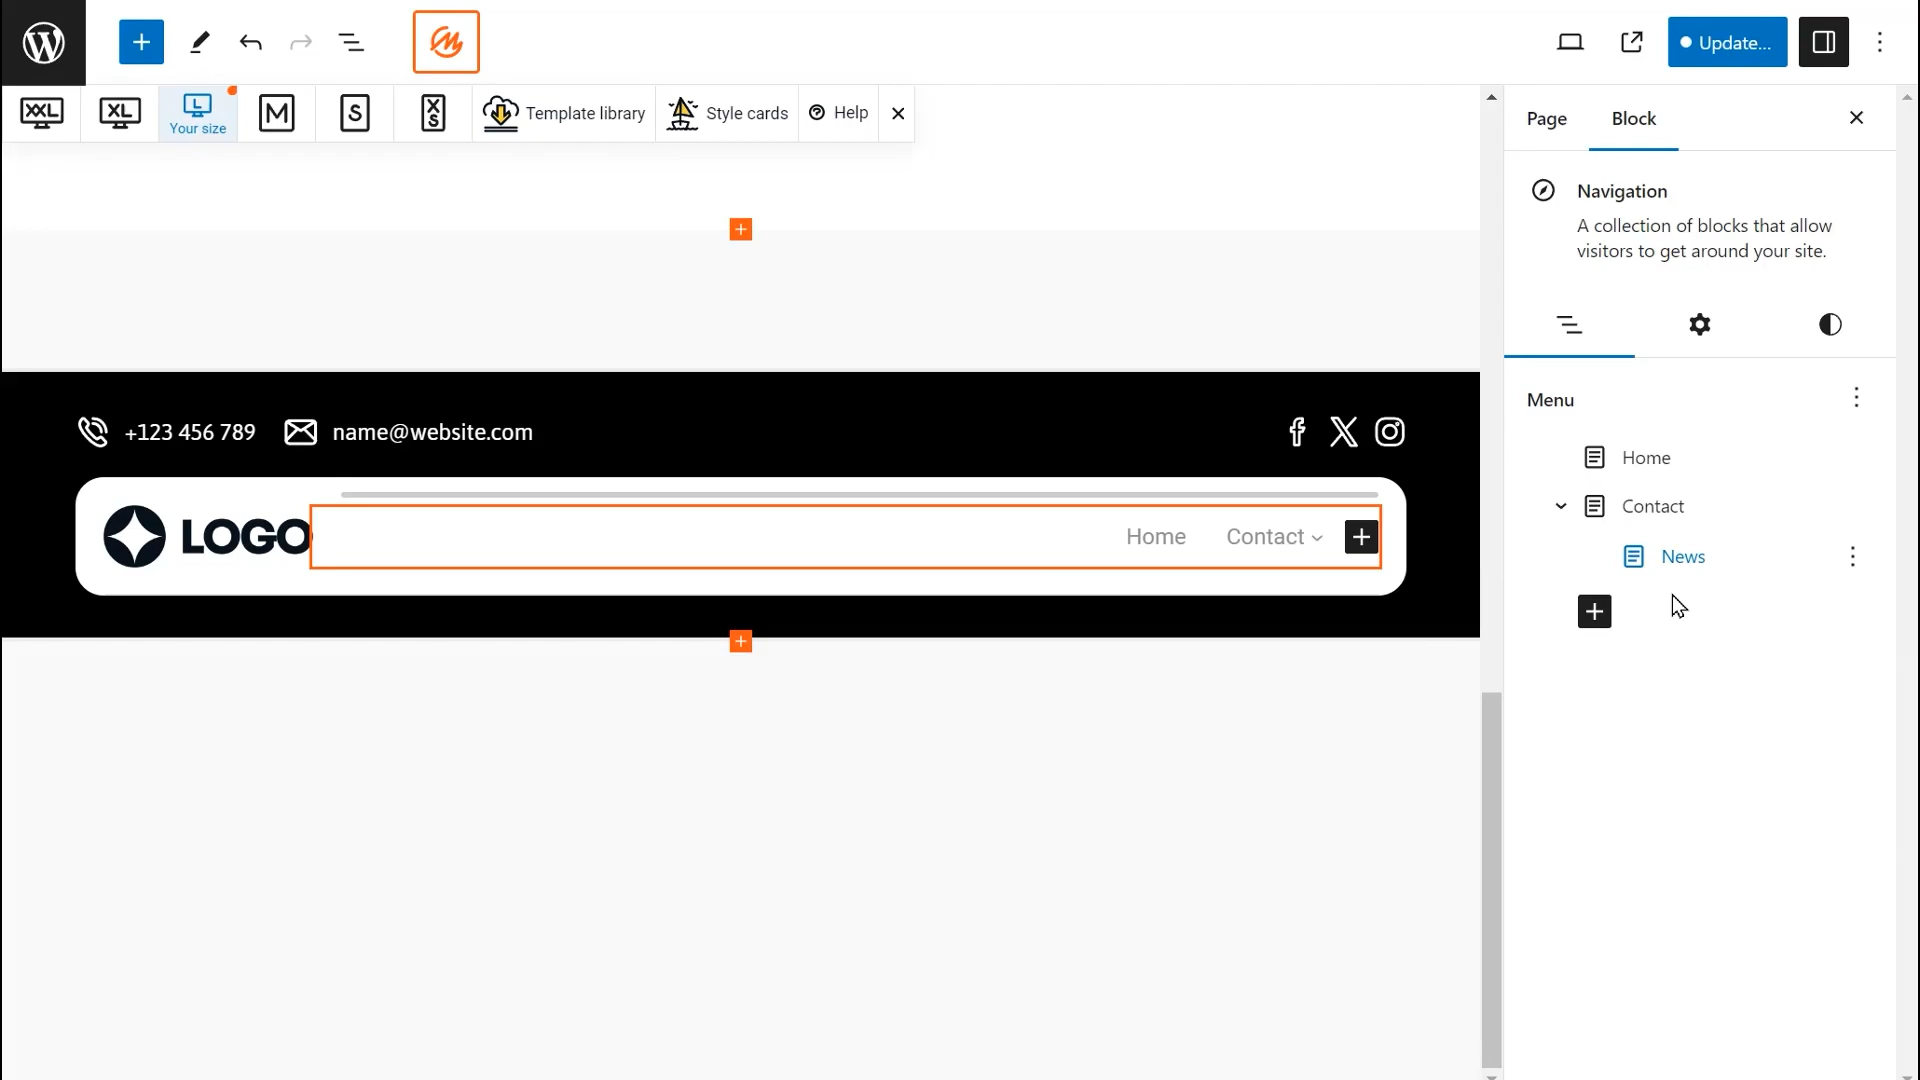 Update...
XXL
XL
L
Your size
M
S
XS
Template library
Style cards
Help
Page
Block
Navigation
A collection of blocks that allow
visitors to get around your site.
Menu
Home
Contact
News
+123 456 789
name@website.com
LOGO
Home
Contact